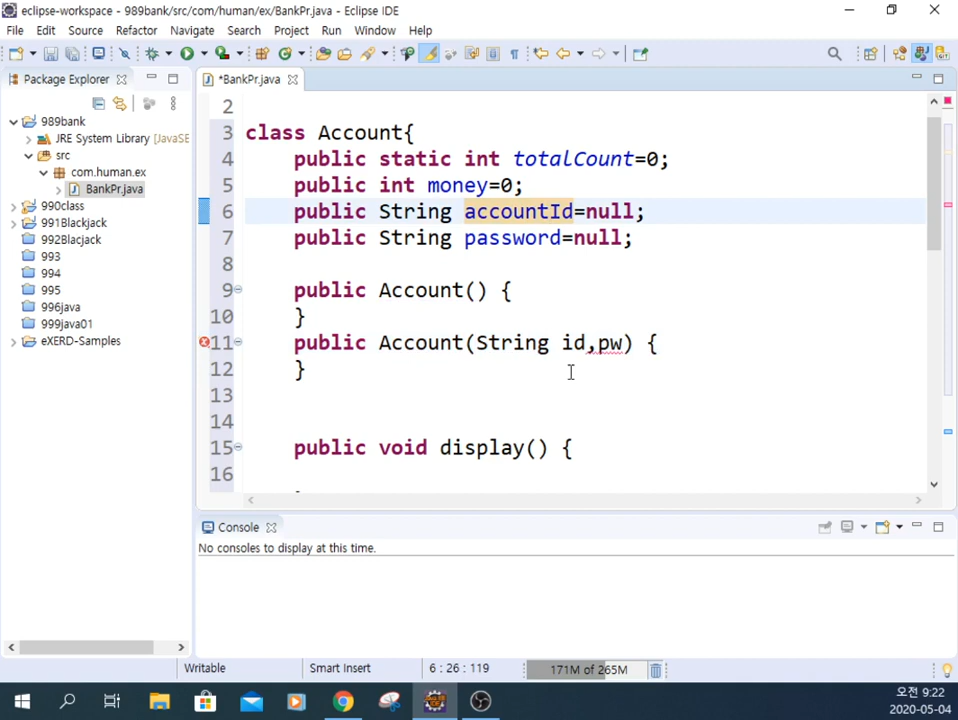 eclipse-workspace - 989bank/src/com/human/ex/BankPr.java - Eclipse IDE
File Edit Source Refactor Navigate Search Project Run Window Help
Package Explorer
*BankPr.java
989bank
JRE System Library [JavaSE
src
com.human.ex
BankPr.java
990class
991Blackjack
992Blacjack
993
994
995
996java
999java01
eXERD-Samples
2
3 class Account{
4 public static int totalCount=0;
5 public int money=0;
6 public String accountId=null;
7 public String password=null;
8
9 public Account() {
10 }
11 public Account(String id,pw) {
12 }
13
14
15 public void display() {
16
Console
No consoles to display at this time.
Writable Smart Insert 6 : 26 : 119 171M of 265M
오전 9:22
2020-05-04